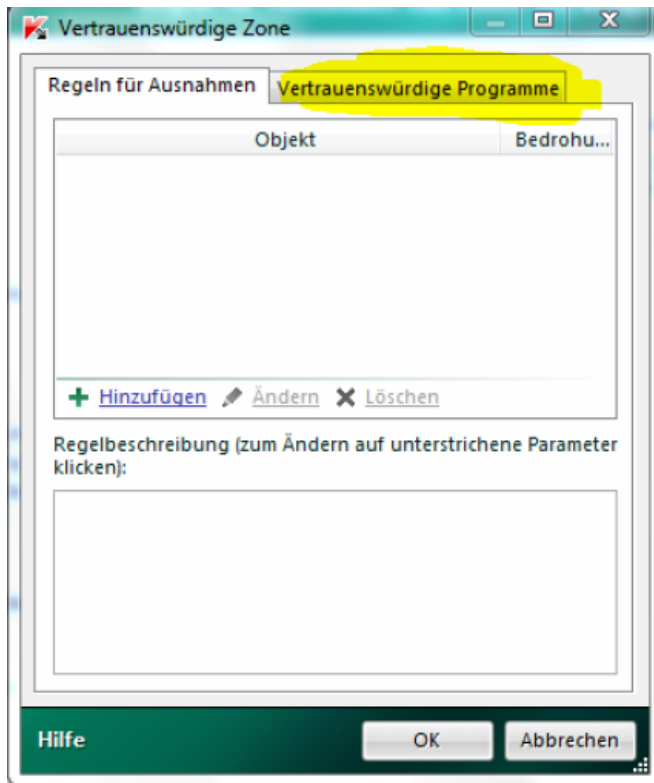 Vertrauenswürdige Zone
Regeln für Ausnahmen Vertrauenswürdige Programme
Objekt Bedrohu...
Hinzufügen Ändern Löschen
Regelbeschreibung (zum Ändern auf unterstrichene Parameter
klicken):
Hilfe OK Abbrechen